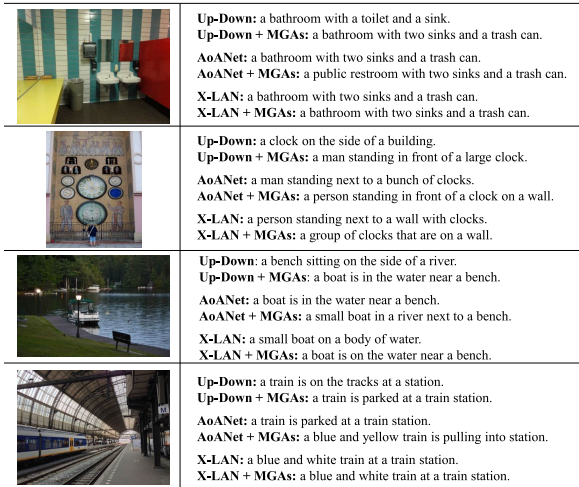 Up-Down: a bathroom with a toilet and a sink.
Up-Down + MGAs: a bathroom with two sinks and a trash can.
AoANet: a bathroom with two sinks and a trash can.
AoANet + MGAs: a public restroom with two sinks and a trash can.
X-LAN: a bathroom with two sinks and a trash can.
X-LAN + MGAs: a bathroom with two sinks and a trash can.
Up-Down: a clock on the side of a building.
Up-Down + MGAs: a man standing in front of a large clock.
AoANet: a man standing next to a bunch of clocks.
AoANet + MGAs: a person standing in front of a clock on a wall.
X-LAN: a person standing next to a wall with clocks.
X-LAN + MGAs: a group of clocks that are on a wall.
Up-Down: a bench sitting on the side of a river.
Up-Down + MGAs: a boat is in the water near a bench.
AoANet: a boat is in the water near a bench.
AoANet + MGAs: a small boat in a river next to a bench.
X-LAN: a small boat on a body of water.
X-LAN + MGAs: a boat is on the water near a bench.
Up-Down: a train is on the tracks at a station.
Up-Down + MGAs: a train is parked at a train station.
AoANet: a train is parked at a train station.
AoANet + MGAs: a blue and yellow train is pulling into station.
X-LAN: a blue and white train at a train station.
X-LAN + MGAs: a blue and white train at a train station.
M